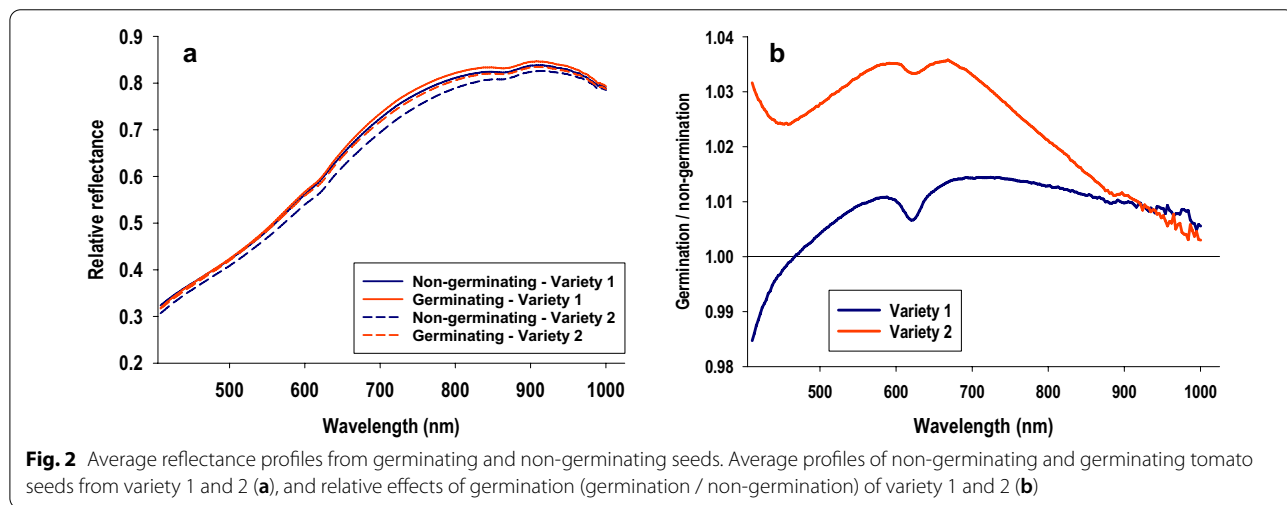 a
0.9
0.8
0.7
0.6
0.5
0.4
0.3
0.2
Relative reflectance
Non-germinating - Variety 1
Germinating - Variety 1
Non-germinating - Variety 2
Germinating - Variety 2
500 600 700 800 900 1000
Wavelength (nm)
b
1.04
1.03
1.02
1.01
1.00
0.99
0.98
Germination / non-germination
Variety 1
Variety 2
500 600 700 800 900 1000
Wavelength (nm)
Fig. 2 Average reflectance profiles from germinating and non-germinating seeds. Average profiles of non-germinating and germinating tomato
seeds from variety 1 and 2 (a), and relative effects of germination (germination / non-germination) of variety 1 and 2 (b)